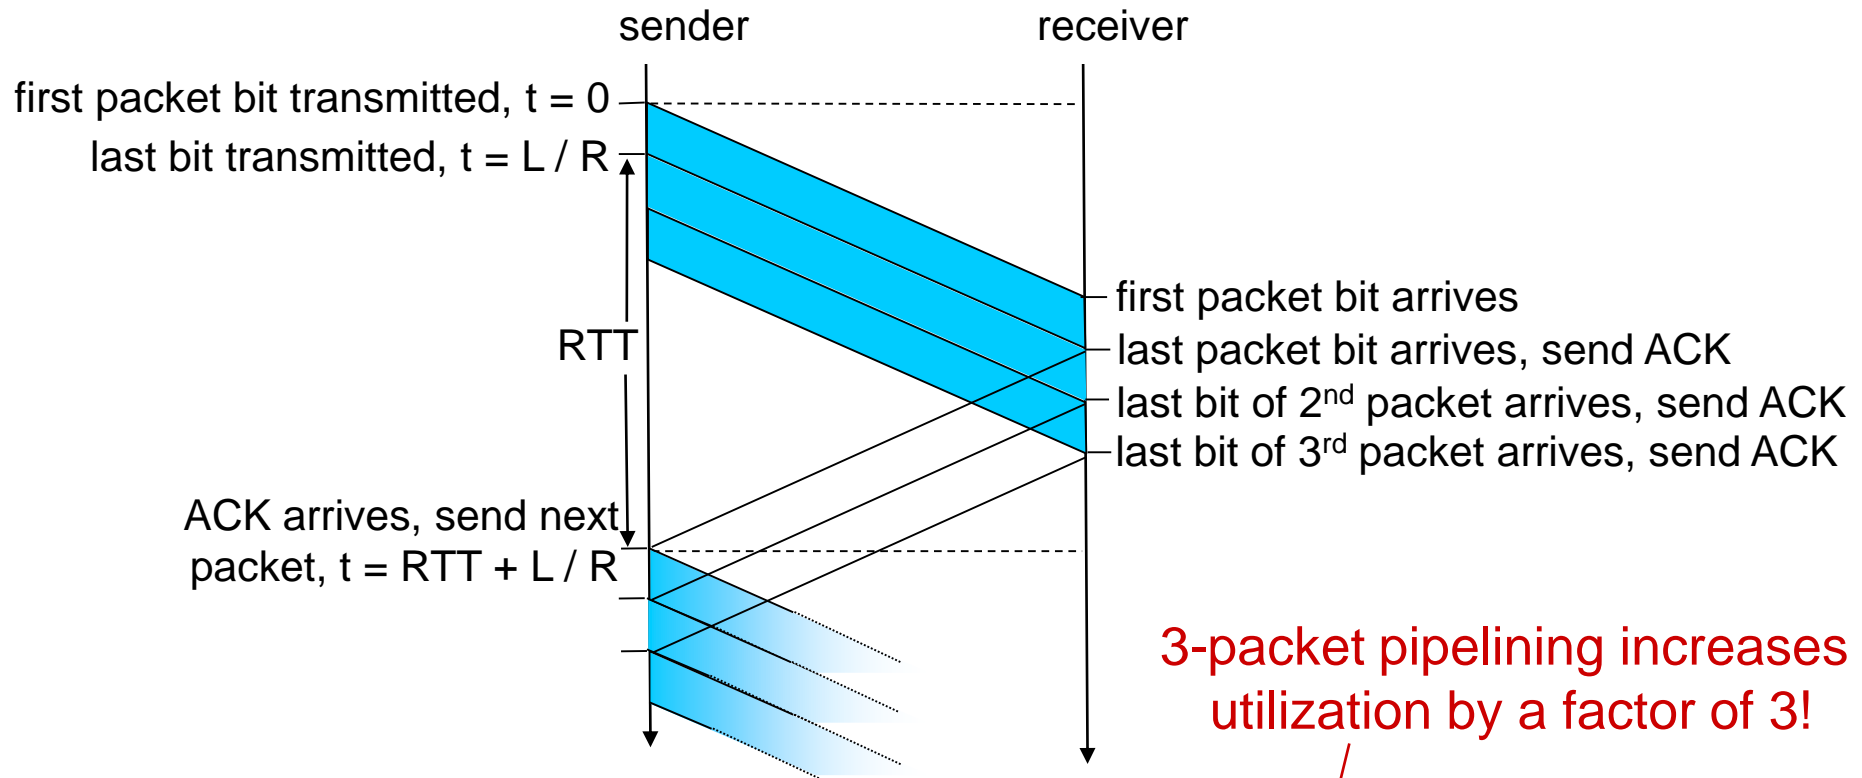 sender
receiver
first packet bit transmitted, t = 0
last bit transmitted, t = L / R
RTT
first packet bit arrives
last packet bit arrives, send ACK
last bit of 2nd packet arrives, send ACK
last bit of 3rd packet arrives, send ACK
ACK arrives, send next
packet, t = RTT + L / R
3-packet pipelining increases
utilization by a factor of 3!